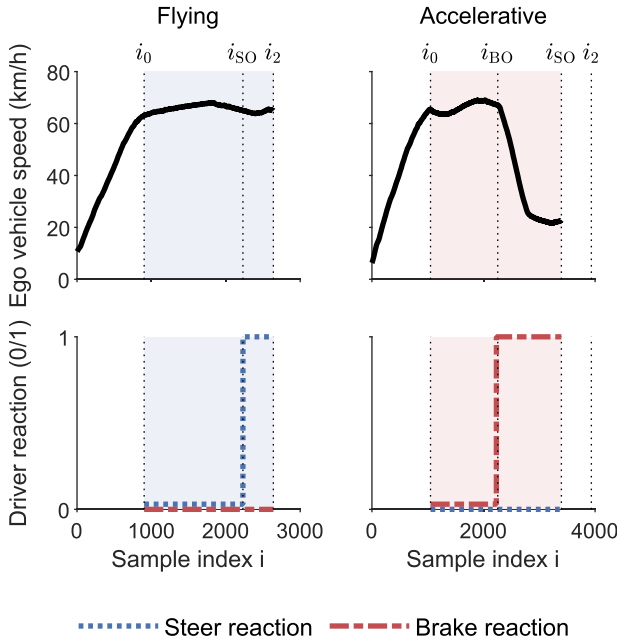 Flying
Accelerative
i0 iSO i2
i0 iBO iSO i2
Ego vehicle speed (km/h)
80
60
40
20
0
Driver reaction (0/1)
1
0
0 1000 2000 3000
0 2000 4000
Sample index i
Sample index i
Steer reaction
Brake reaction